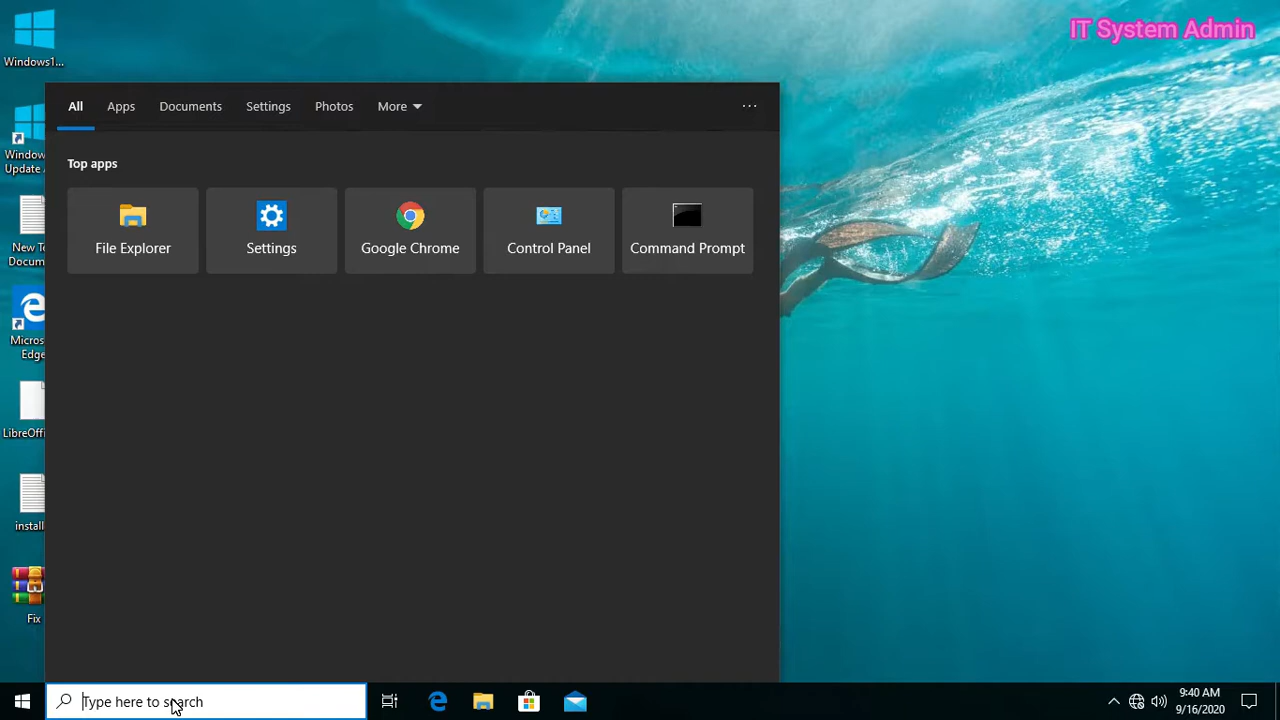 IT System Admin
Windows1...
All
Apps
Documents
Settings
Photos
More
Top apps
File Explorer
Settings
Google Chrome
Control Panel
Command Prompt
Window
Update
New To
Docum
Micros
Edge
LibreOffi
install
Fix
Type here to search
9:40 AM
9/16/2020